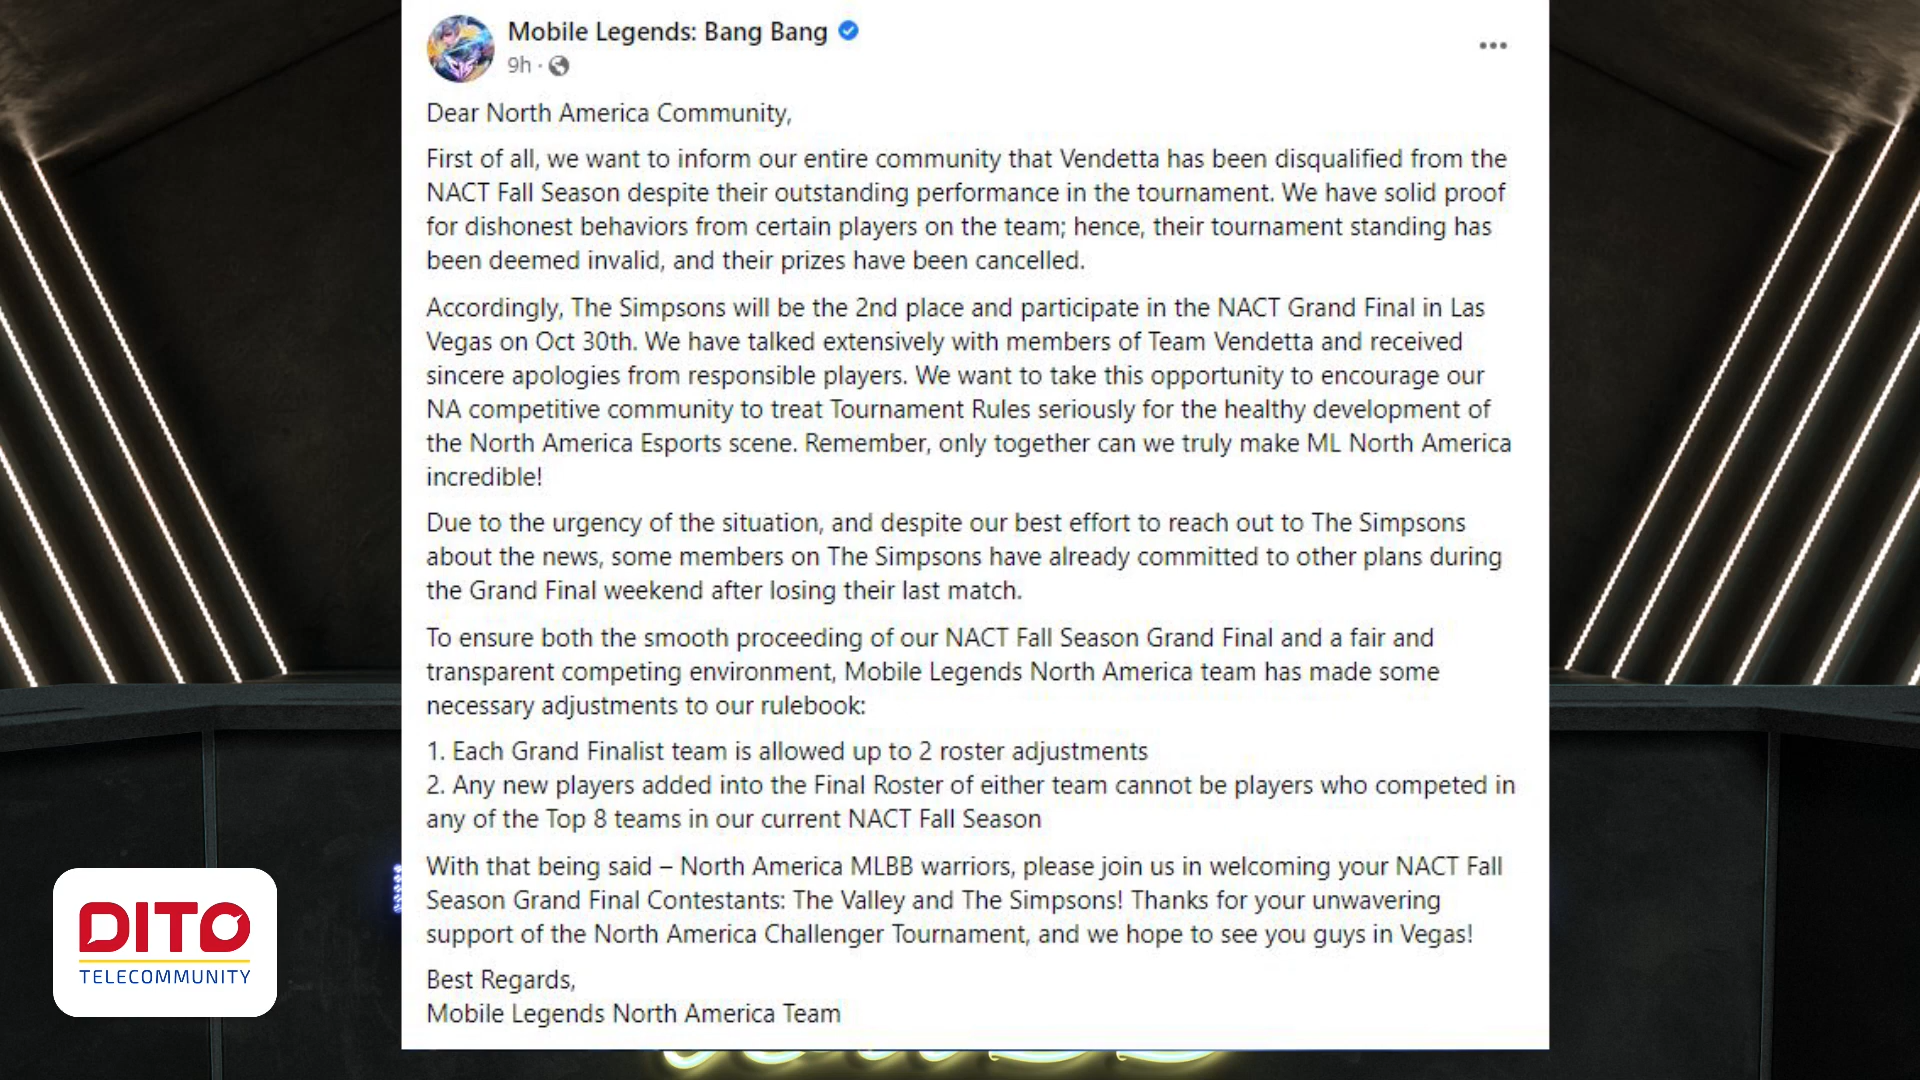 Mobile Legends: Bang Bang
9h ·
Dear North America Community,
First of all, we want to inform our entire community that Vendetta has been disqualified from the
NACT Fall Season despite their outstanding performance in the tournament. We have solid proof
for dishonest behaviors from certain players on the team; hence, their tournament standing has
been deemed invalid, and their prizes have been cancelled.
Accordingly, The Simpsons will be the 2nd place and participate in the NACT Grand Final in Las
Vegas on Oct 30th. We have talked extensively with members of Team Vendetta and received
sincere apologies from responsible players. We want to take this opportunity to encourage our
NA competitive community to treat Tournament Rules seriously for the healthy development of
the North America Esports scene. Remember, only together can we truly make ML North America
incredible!
Due to the urgency of the situation, and despite our best effort to reach out to The Simpsons
about the news, some members on The Simpsons have already committed to other plans during
the Grand Final weekend after losing their last match.
To ensure both the smooth proceeding of our NACT Fall Season Grand Final and a fair and
transparent competing environment, Mobile Legends North America team has made some
necessary adjustments to our rulebook:
1. Each Grand Finalist team is allowed up to 2 roster adjustments
2. Any new players added into the Final Roster of either team cannot be players who competed in
any of the Top 8 teams in our current NACT Fall Season
With that being said – North America MLBB warriors, please join us in welcoming your NACT Fall
Season Grand Final Contestants: The Valley and The Simpsons! Thanks for your unwavering
support of the North America Challenger Tournament, and we hope to see you guys in Vegas!
Best Regards,
Mobile Legends North America Team
DITO
TELECOMMUNITY